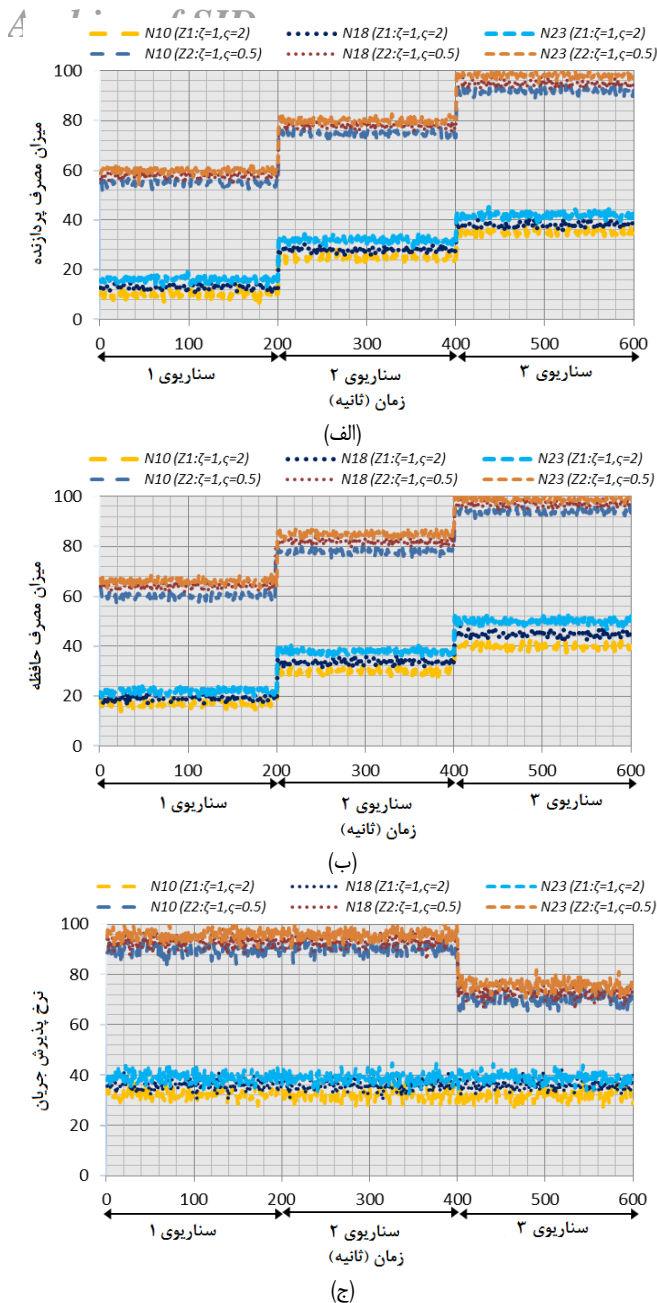 Archive of SID
N10 (Z1:ζ=1,ς=2) N18 (Z1:ζ=1,ς=2) N23 (Z1:ζ=1,ς=2)
N10 (Z2:ζ=1,ς=0.5) N18 (Z2:ζ=1,ς=0.5) N23 (Z2:ζ=1,ς=0.5)
میزان مصرف پردازنده
100
80
60
40
20
0
0 100 200 300 400 500 600
سناریوی ۱ سناریوی ۲ سناریوی ۳
زمان (ثانیه)
(الف)
N10 (Z1:ζ=1,ς=2) N18 (Z1:ζ=1,ς=2) N23 (Z1:ζ=1,ς=2)
N10 (Z2:ζ=1,ς=0.5) N18 (Z2:ζ=1,ς=0.5) N23 (Z2:ζ=1,ς=0.5)
میزان مصرف حافظه
100
80
60
40
20
0
0 100 200 300 400 500 600
سناریوی ۱ سناریوی ۲ سناریوی ۳
زمان (ثانیه)
(ب)
N10 (Z1:ζ=1,ς=2) N18 (Z1:ζ=1,ς=2) N23 (Z1:ζ=1,ς=2)
N10 (Z2:ζ=1,ς=0.5) N18 (Z2:ζ=1,ς=0.5) N23 (Z2:ζ=1,ς=0.5)
نرخ پذیرش جریان
100
80
60
40
20
0
0 100 200 300 400 500 600
سناریوی ۱ سناریوی ۲ سناریوی ۳
زمان (ثانیه)
(ج)